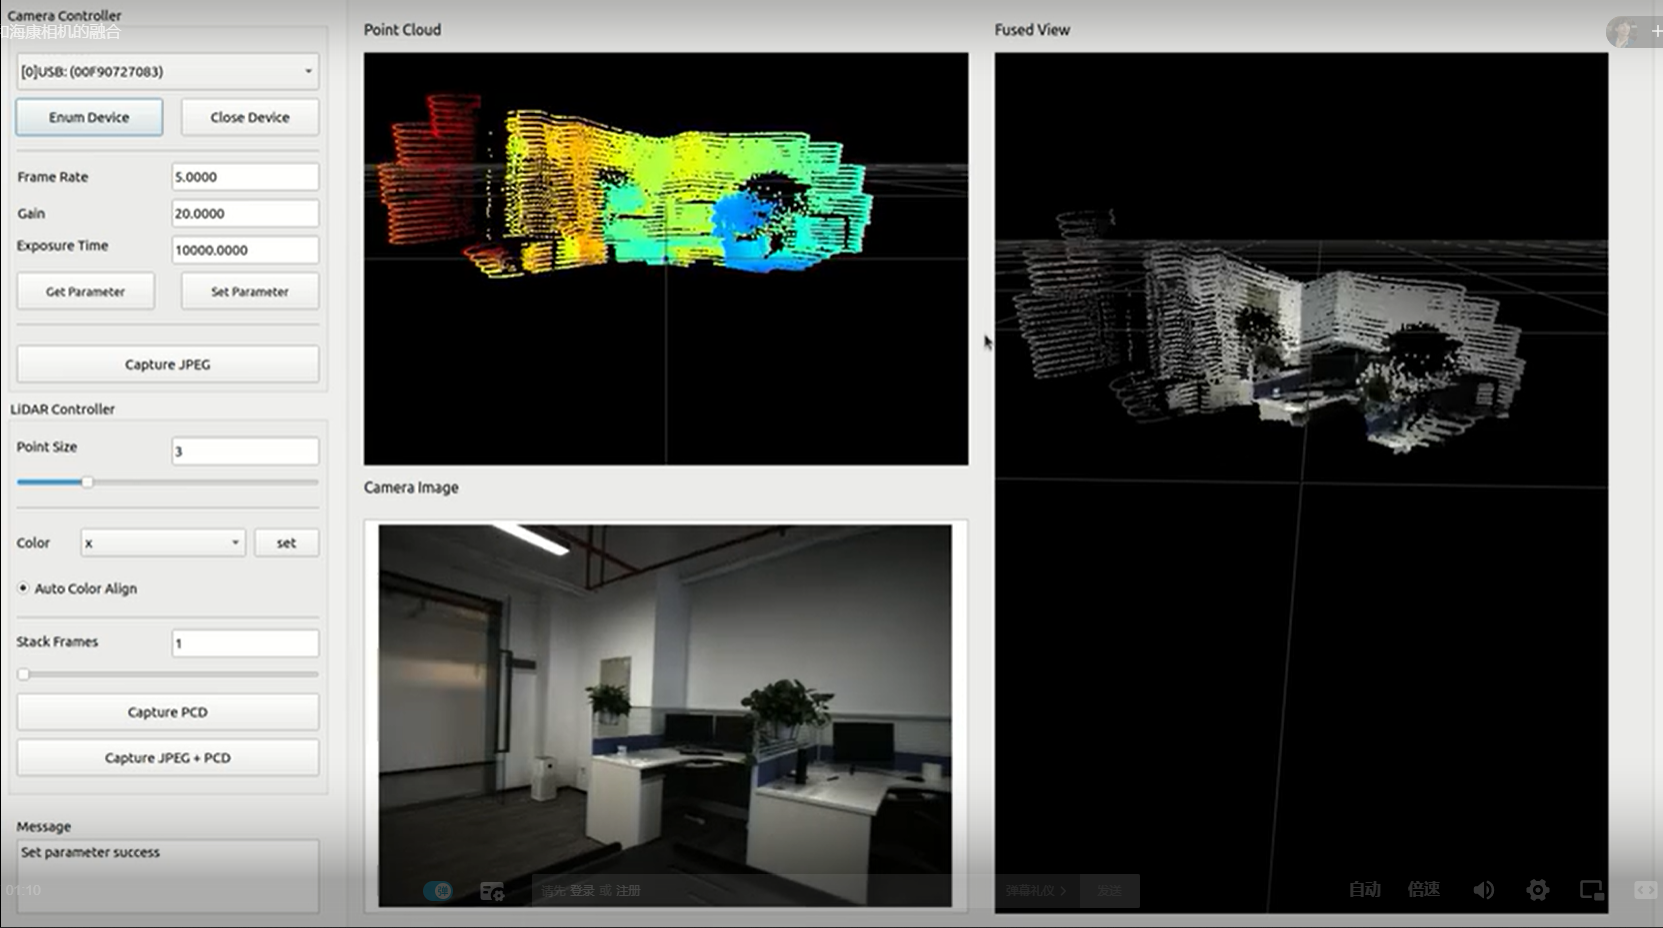 Camera Controller
和海康相机的融合
[0]USB: (00F90727083)
Enum Device
Close Device
Frame Rate
5.0000
Gain
20.0000
Exposure Time
10000.0000
Get Parameter
Set Parameter
Capture JPEG
LiDAR Controller
Point Size
3
Color
x
set
Auto Color Align
Stack Frames
1
Capture PCD
Capture JPEG + PCD
Message
Set parameter success
01:10
Point Cloud
Camera Image
Fused View
弹
请先 登录 或 注册
弹幕礼仪 >
发送
自动
倍速